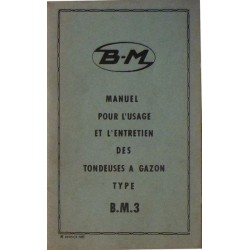 B-M
MANUEL
POUR L'USAGE
ET L'ENTRETIEN
DES
TONDEUSES A GAZON
TYPE
B.M.3